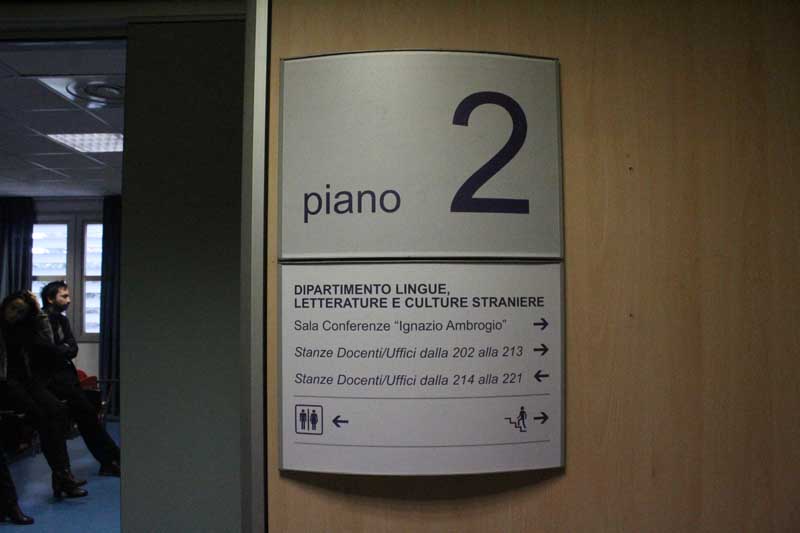 piano 2
DIPARTIMENTO LINGUE,
LETTERATURE E CULTURE STRANIERE
Sala Conferenze "Ignazio Ambrogio" →
Stanze Docenti/Uffici dalla 202 alla 213 →
Stanze Docenti/Uffici dalla 214 alla 221 ←